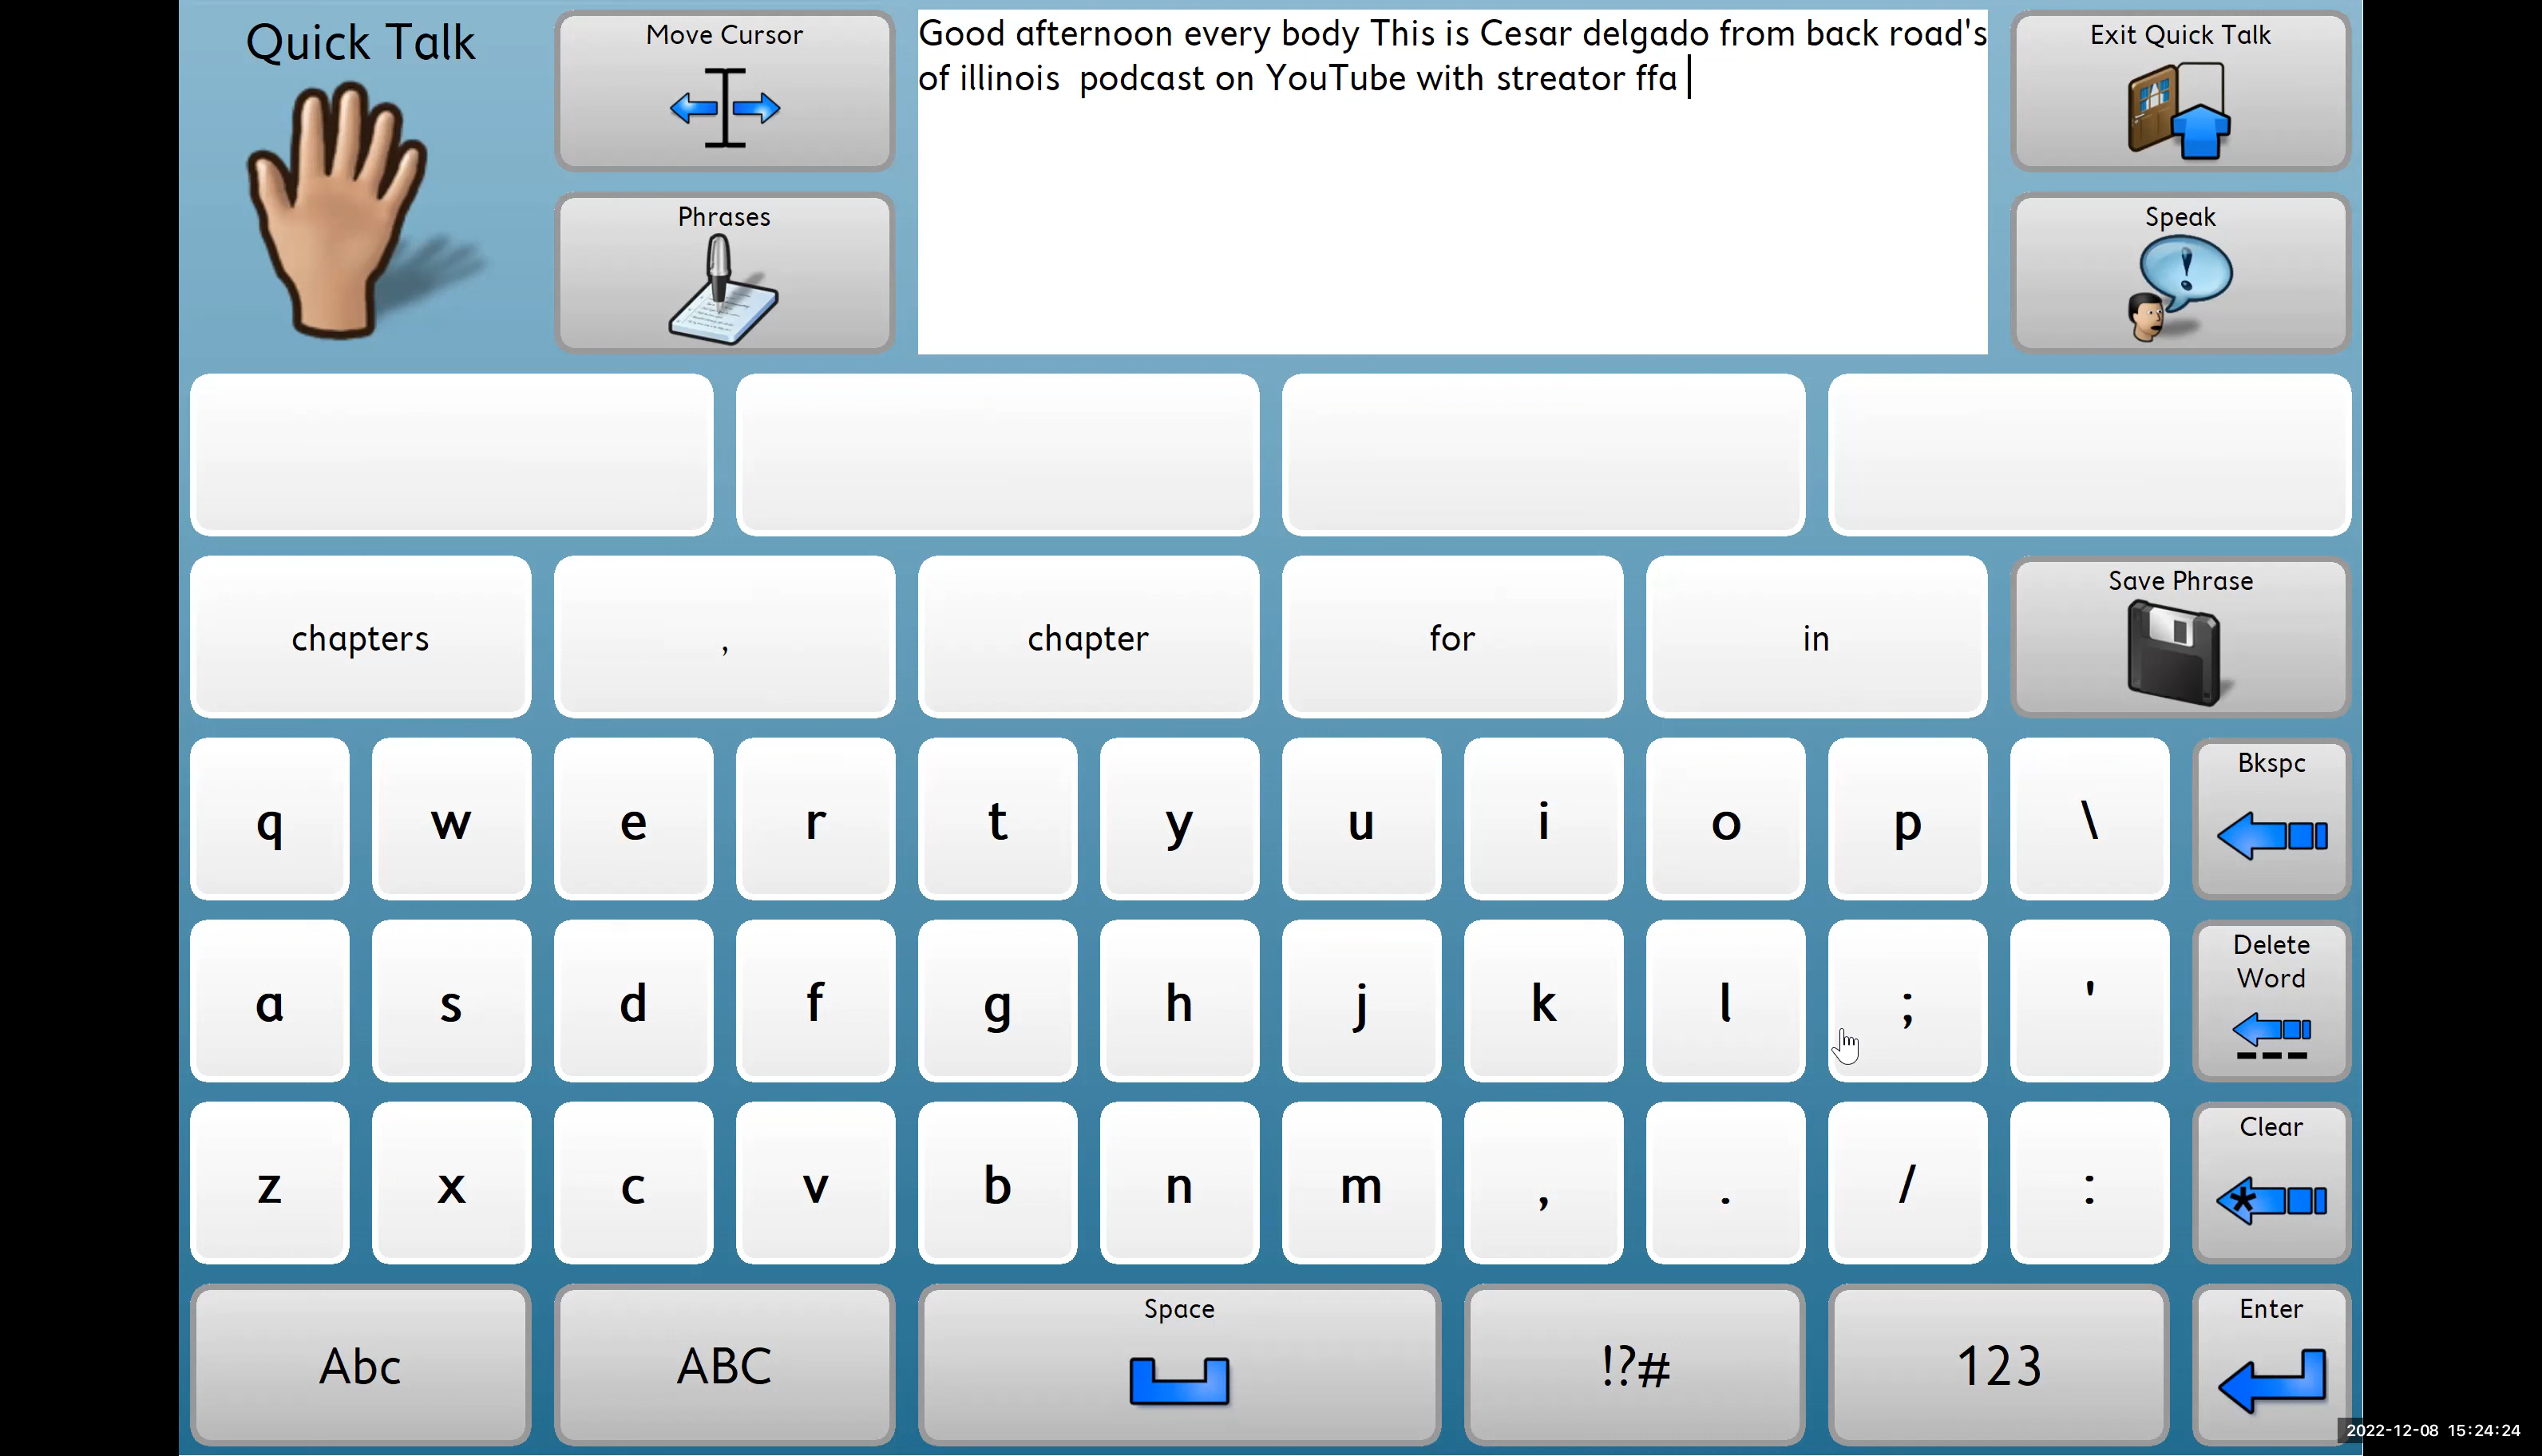 Quick Talk
Move Cursor
Good afternoon every body This is Cesar delgado from back road's
of illinois  podcast on YouTube with streator ffa
Exit Quick Talk
Phrases
Speak
chapters , chapter for in Save Phrase
q w e r t y u i o p \ Bkspc
a s d f g h j k l ; ' Delete
Word
z x c v b n m , . / : Clear
Abc ABC Space !?# 123 Enter
2022-12-08 15:24:24